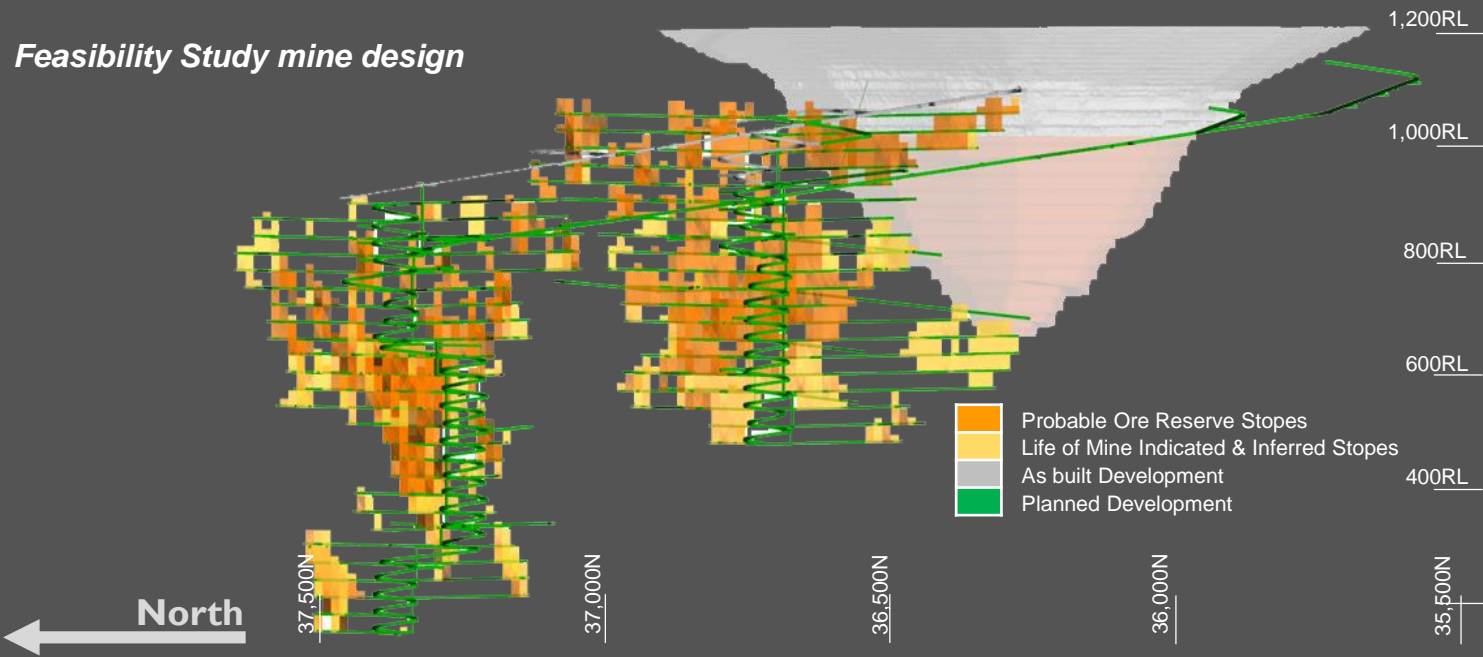 Feasibility Study mine design
1,200RL
1,000RL
800RL
600RL
400RL
Probable Ore Reserve Stopes
Life of Mine Indicated & Inferred Stopes
As built Development
Planned Development
North
37,500N
37,000N
36,500N
36,000N
35,500N